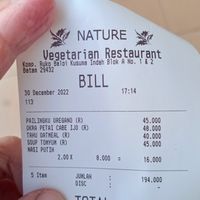 NATURE
Vegetarian Restaurant
Komp. Ruko Balai Kusuma Indah Blok A No. 1 & 2
Batam 29432
BILL
30 December 2022 17:14
113
PAILINGKU OREGANO (R) 45.000
OKRA PETAI CABE IJO (R) 48.000
TAHU OATMEAL (R) 40.000
SOUP TOMYUM (R) 45.000
NASI PUTIH
2.00 X 8.000 = 16.000
5 Item JUMLAH : 194.000
DISC :
TOTAL